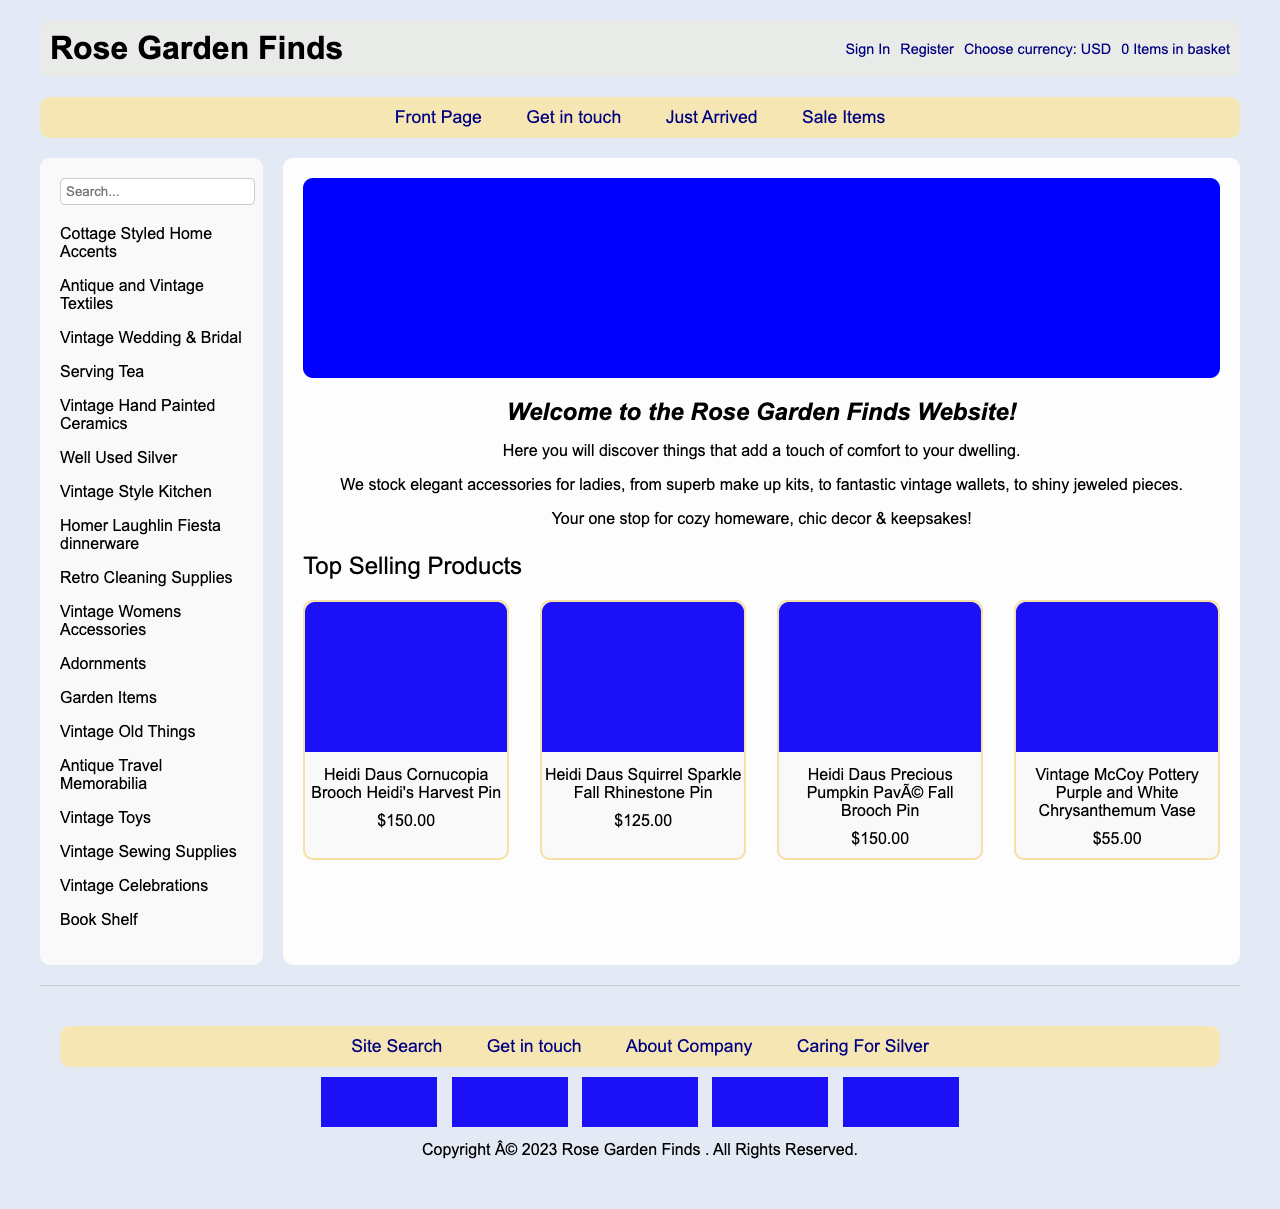 Rose Garden Finds
Sign In
Register
Choose currency: USD
0 Items in basket
Front Page
Get in touch
Just Arrived
Sale Items
Search...
Cottage Styled Home
Accents
Antique and Vintage
Textiles
Vintage Wedding & Bridal
Serving Tea
Vintage Hand Painted
Ceramics
Well Used Silver
Vintage Style Kitchen
Homer Laughlin Fiesta
dinnerware
Retro Cleaning Supplies
Vintage Womens
Accessories
Adornments
Garden Items
Vintage Old Things
Antique Travel
Memorabilia
Vintage Toys
Vintage Sewing Supplies
Vintage Celebrations
Book Shelf
Welcome to the Rose Garden Finds Website!
Here you will discover things that add a touch of comfort to your dwelling.
We stock elegant accessories for ladies, from superb make up kits, to fantastic vintage wallets, to shiny jeweled pieces.
Your one stop for cozy homeware, chic decor & keepsakes!
Top Selling Products
Heidi Daus Cornucopia
Brooch Heidi's Harvest Pin
$150.00
Heidi Daus Squirrel Sparkle
Fall Rhinestone Pin
$125.00
Heidi Daus Precious
Pumpkin PavÃ© Fall
Brooch Pin
$150.00
Vintage McCoy Pottery
Purple and White
Chrysanthemum Vase
$55.00
Site Search
Get in touch
About Company
Caring For Silver
Copyright Â© 2023 Rose Garden Finds . All Rights Reserved.